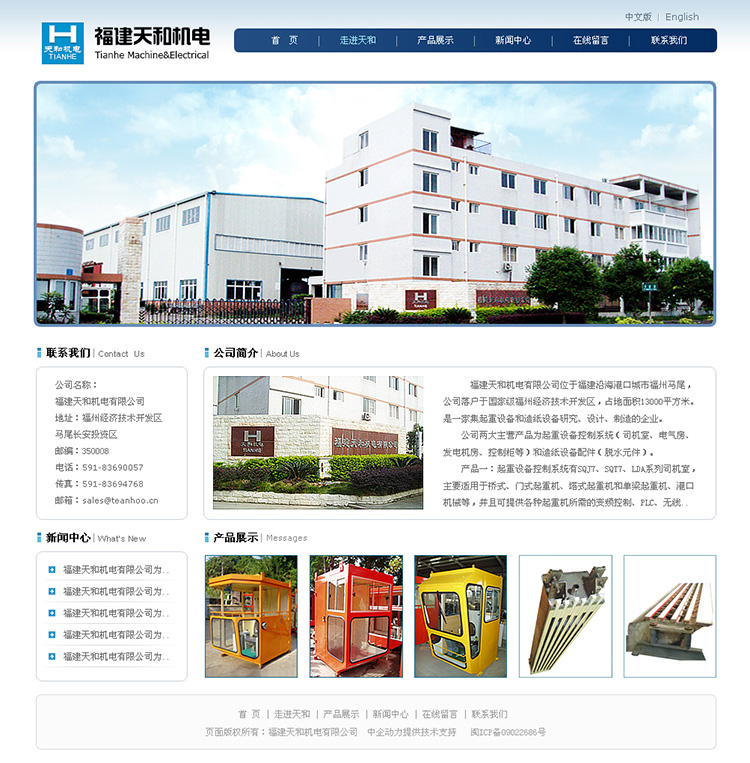 中文版 | English
天和机电
TIANHE
福建天和机电
Tianhe Machine&Electrical
首 页 | 走进天和 | 产品展示 | 新闻中心 | 在线留言 | 联系我们
TIANHE
联系我们 | Contact Us
公司名称：
福建天和机电有限公司
地址：福州经济技术开发区
马尾长安投资区
邮编：350008
电话：591-83690057
传真：591-83694768
邮箱：sales@teanhoo.cn
公司简介 | About Us
天和机电
TIANHE
福建天和机电有限公司
福建天和机电有限公司位于福建沿海港口城市福州马尾，
公司落户于国家级福州经济技术开发区，占地面积13000平方米。
是一家集起重设备和造纸设备研究、设计、制造的企业。
公司两大主营产品为起重设备控制系统（司机室、电气房、
发电机房、控制柜等）和造纸设备配件（脱水元件）。
产品一：起重设备控制系统有SQJ7、SQI7、LDA系列司机室，
主要适用于桥式、门式起重机、塔式起重机和单梁起重机、港口
机械等，并且可提供各种起重机所需的变频控制、PLC、无线..
新闻中心 | What's New
福建天和机电有限公司为..
福建天和机电有限公司为..
福建天和机电有限公司为..
福建天和机电有限公司为..
福建天和机电有限公司为..
产品展示 | Messages
首 页 | 走进天和 | 产品展示 | 新闻中心 | 在线留言 | 联系我们
页面版权所有：福建天和机电有限公司 中企动力提供技术支持 闽ICP备09022686号